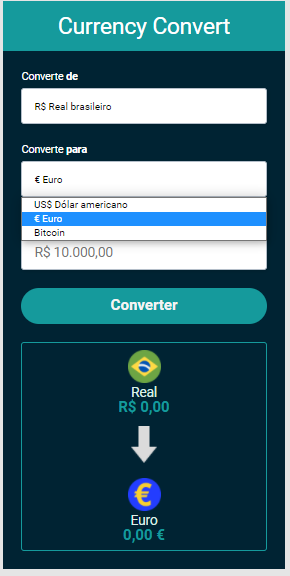 Currency Convert
Converte de
R$ Real brasileiro
Converte para
€ Euro
US$ Dólar americano
€ Euro
Bitcoin
R$ 10.000,00
Converter
Real
R$ 0,00
€
Euro
0,00 €